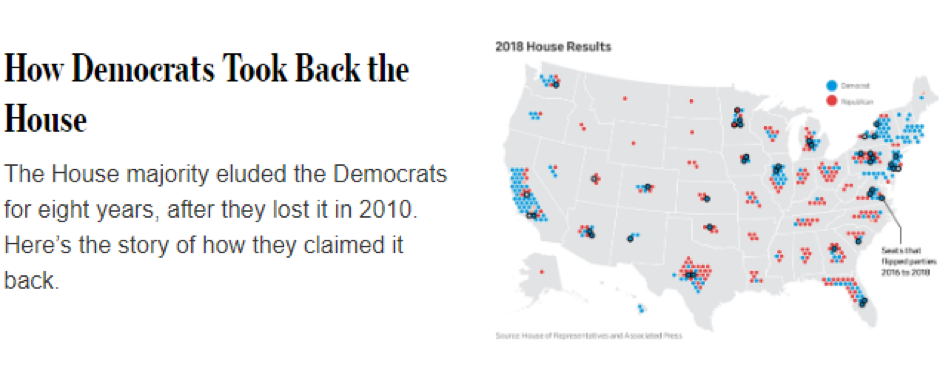 How Democrats Took Back the
House
The House majority eluded the Democrats
for eight years, after they lost it in 2010.
Here’s the story of how they claimed it
back.
2018 House Results
Democrat
Republican
Seats that
flipped parties
2016 to 2018
Source: House of Representatives and Associated Press